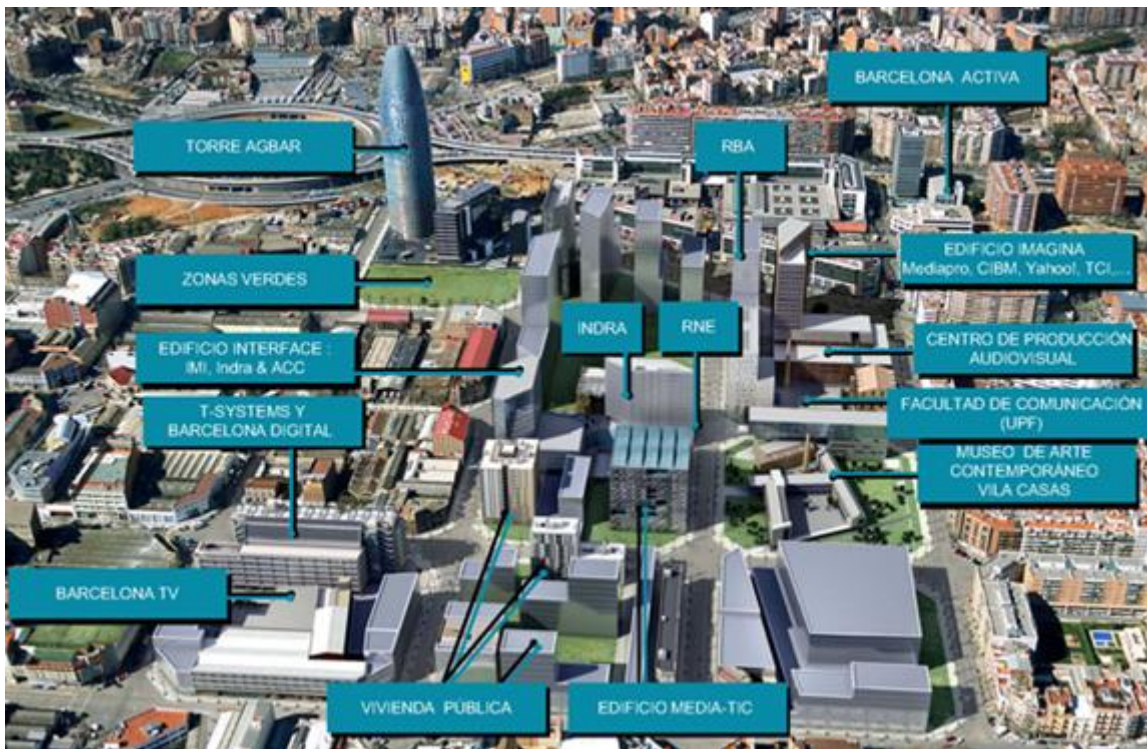 BARCELONA ACTIVA
TORRE AGBAR
RBA
EDIFICIO IMAGINA
Mediapro, CIBM, Yahoo!, TCI,...
ZONAS VERDES
INDRA
RNE
EDIFICIO INTERFACE :
IMI, Indra & ACC
CENTRO DE PRODUCCIÓN
AUDIOVISUAL
T-SYSTEMS Y
BARCELONA DIGITAL
FACULTAD DE COMUNICACIÓN
(UPF)
MUSEO DE ARTE
CONTEMPORÁNEO
VILA CASAS
BARCELONA TV
VIVIENDA PÚBLICA
EDIFICIO MEDIA-TIC